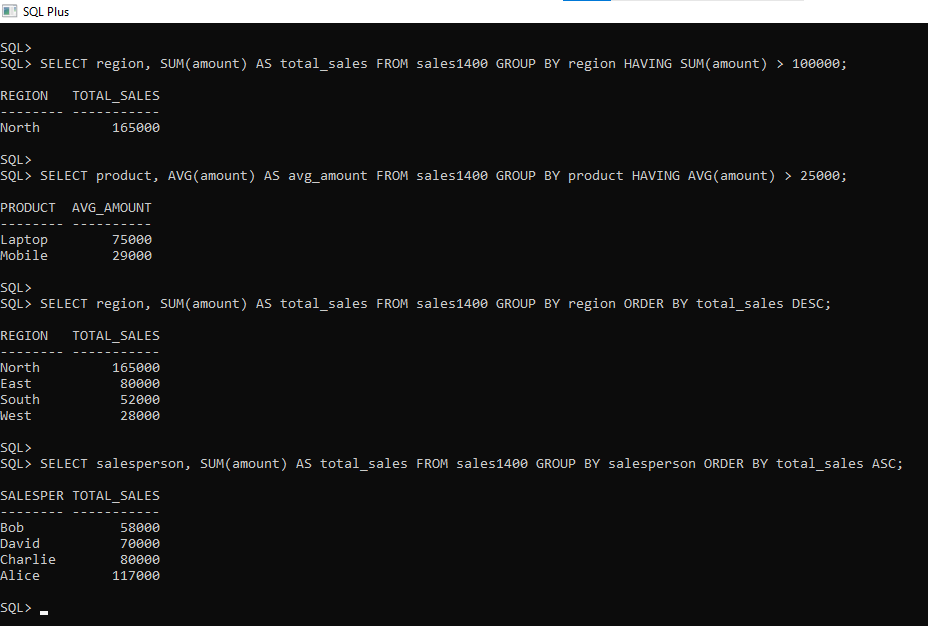 SQL Plus
SQL>
SQL> SELECT region, SUM(amount) AS total_sales FROM sales1400 GROUP BY region HAVING SUM(amount) > 100000;
REGION   TOTAL_SALES
-------- -----------
North         165000
SQL>
SQL> SELECT product, AVG(amount) AS avg_amount FROM sales1400 GROUP BY product HAVING AVG(amount) > 25000;
PRODUCT  AVG_AMOUNT
-------- ----------
Laptop        75000
Mobile        29000
SQL>
SQL> SELECT region, SUM(amount) AS total_sales FROM sales1400 GROUP BY region ORDER BY total_sales DESC;
REGION   TOTAL_SALES
-------- -----------
North         165000
East           80000
South          52000
West           28000
SQL>
SQL> SELECT salesperson, SUM(amount) AS total_sales FROM sales1400 GROUP BY salesperson ORDER BY total_sales ASC;
SALESPER TOTAL_SALES
-------- -----------
Bob            58000
David          70000
Charlie        80000
Alice         117000
SQL>